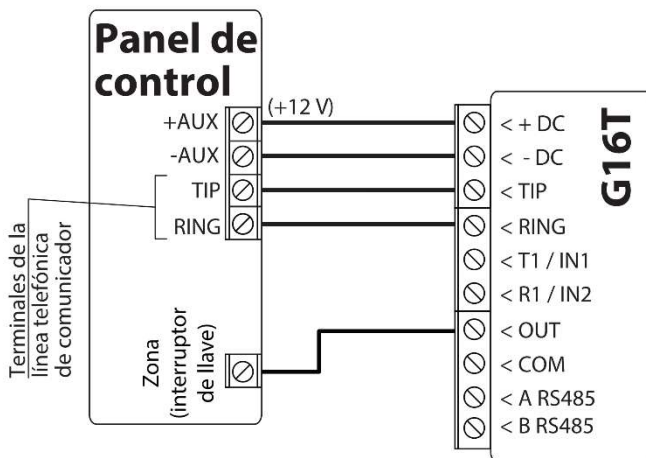 Panel de
control
+AUX
(+12 V)
-AUX
TIP
RING
Terminales de la
línea telefónica
de comunicador
Zona
(interruptor
de llave)
G16T
< + DC
< - DC
< TIP
< RING
< T1 / IN1
< R1 / IN2
< OUT
< COM
< A RS485
< B RS485